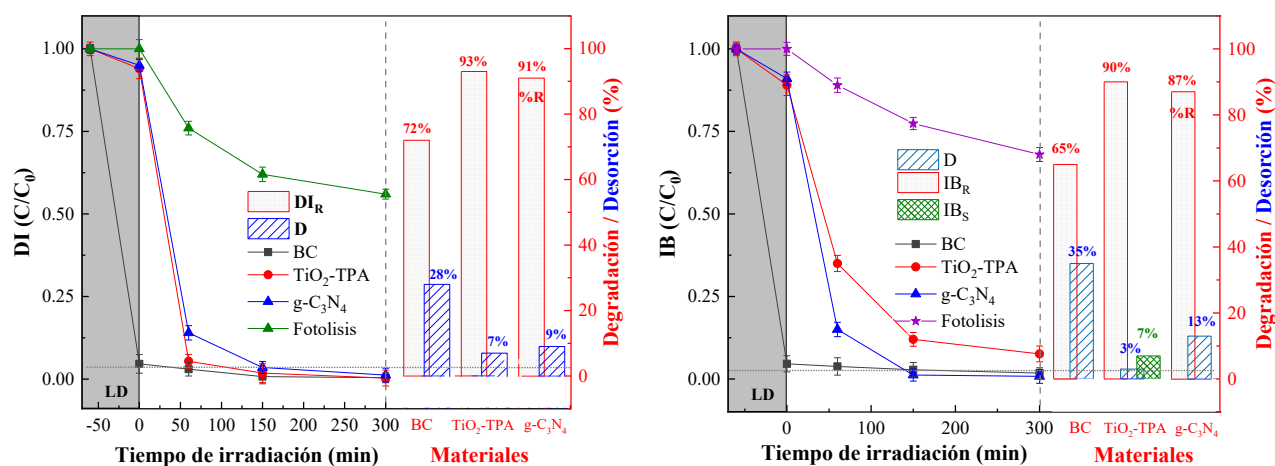 DI (C/C₀)
1.00
0.75
0.50
0.25
0.00
LD
-50
0
50
100
150
200
250
300
Tiempo de irradiación (min)
DI_R
D
BC
TiO₂-TPA
g-C₃N₄
Fotolisis
72%
93%
91%
%R
28%
7%
9%
BC
TiO₂-TPA
g-C₃N₄
Materiales
100
80
60
40
20
0
Degradación / Desorción (%)
IB (C/C₀)
1.00
0.75
0.50
0.25
0.00
LD
0
100
200
300
Tiempo de irradiación (min)
D
IB_R
IB_S
BC
TiO₂-TPA
g-C₃N₄
Fotolisis
65%
90%
87%
%R
35%
3%
7%
13%
BC
TiO₂-TPA
g-C₃N₄
Materiales
100
80
60
40
20
0
Degradación / Desorción (%)